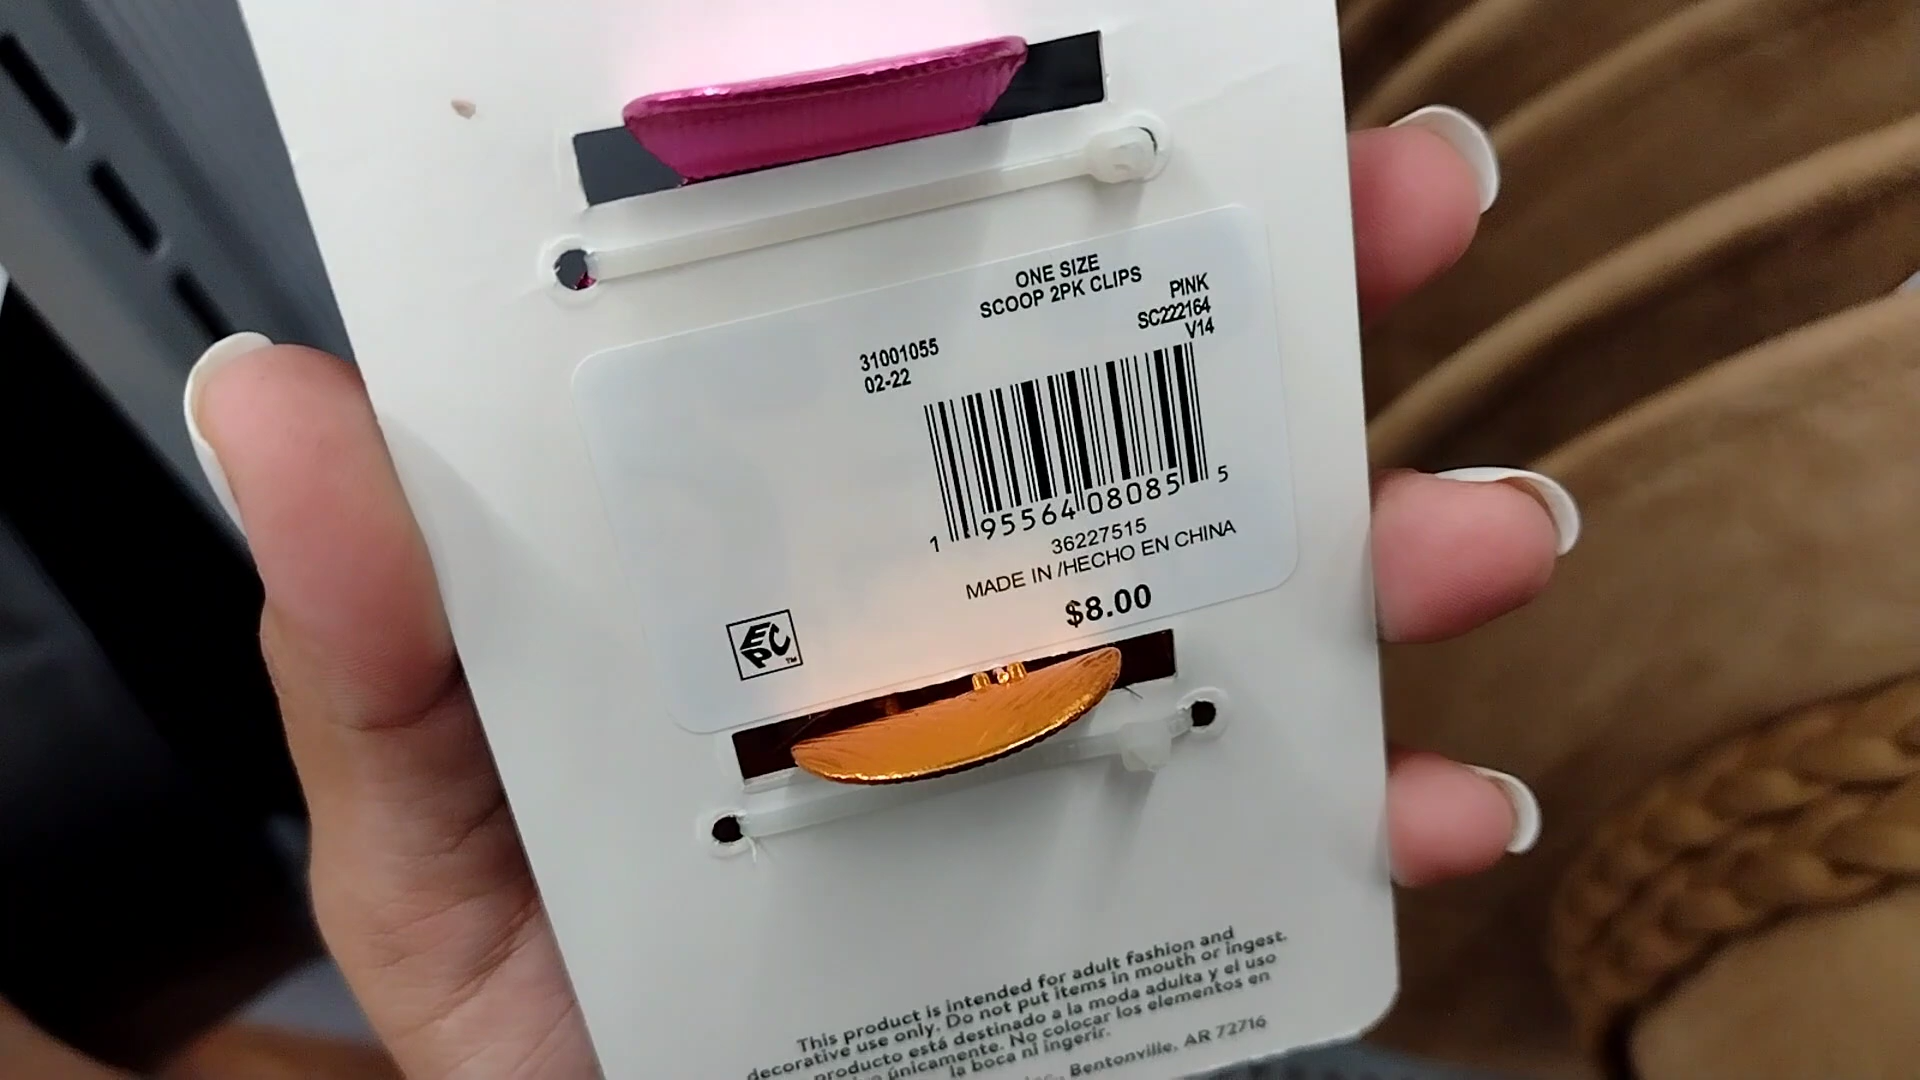 ONE SIZE
SCOOP 2PK CLIPS
PINK
SC222164
V14
31001055
02-22
1 95564 08085 5
36227515
MADE IN /HECHO EN CHINA
$8.00
EPC™
This product is intended for adult fashion and
decorative use only. Do not put items in mouth or ingest.
producto está destinado a la moda adulta y el uso
únicamente. No colocar los elementos en
la boca ni ingerir.
Bentonville, AR 72716